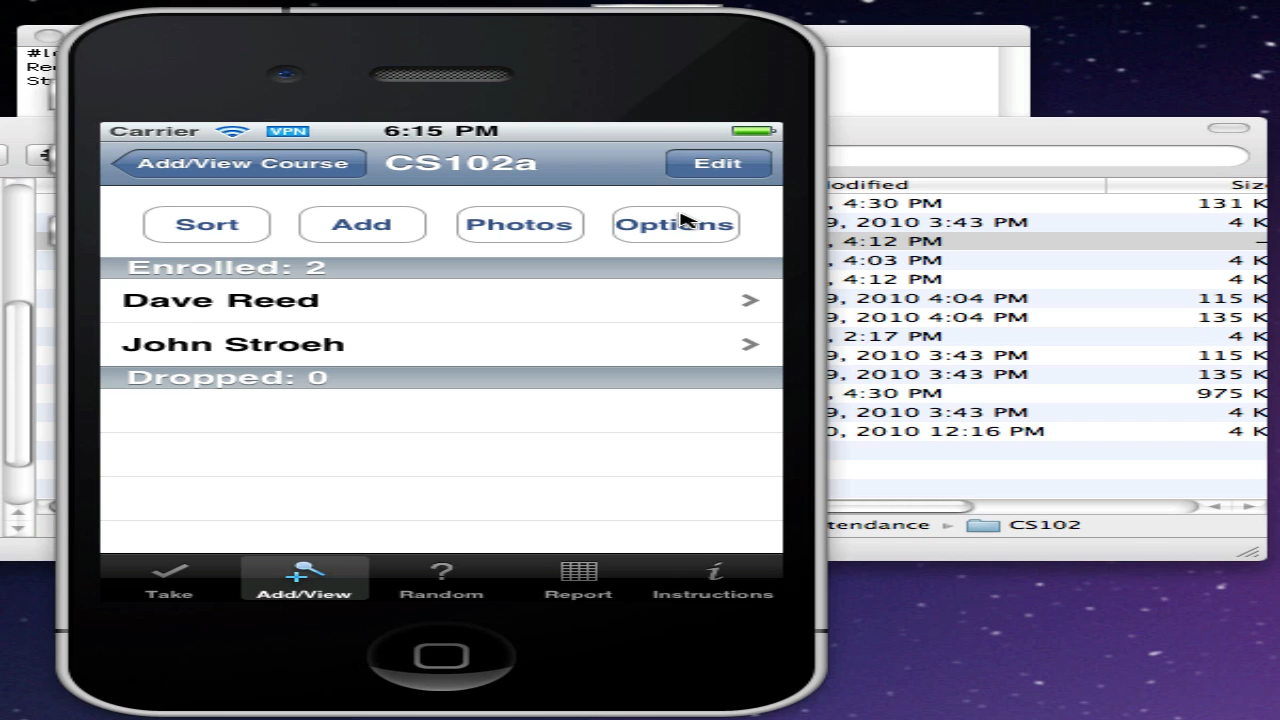 #l
Re
St
Carrier VPN 6:15 PM
Add/View Course CS102a Edit
Sort Add Photos Options
Enrolled: 2
Dave Reed
John Stroeh
Dropped: 0
Take Add/View Random Report Instructions
odified Siz
, 4:30 PM 131 K
9, 2010 3:43 PM 4 K
, 4:12 PM –
, 4:03 PM 4 K
, 4:12 PM 4 K
9, 2010 4:04 PM 115 K
9, 2010 4:04 PM 135 K
, 2:17 PM 4 K
9, 2010 3:43 PM 115 K
9, 2010 3:43 PM 135 K
, 4:30 PM 975 K
9, 2010 3:43 PM 4 K
0, 2010 12:16 PM 4 K
tendance CS102